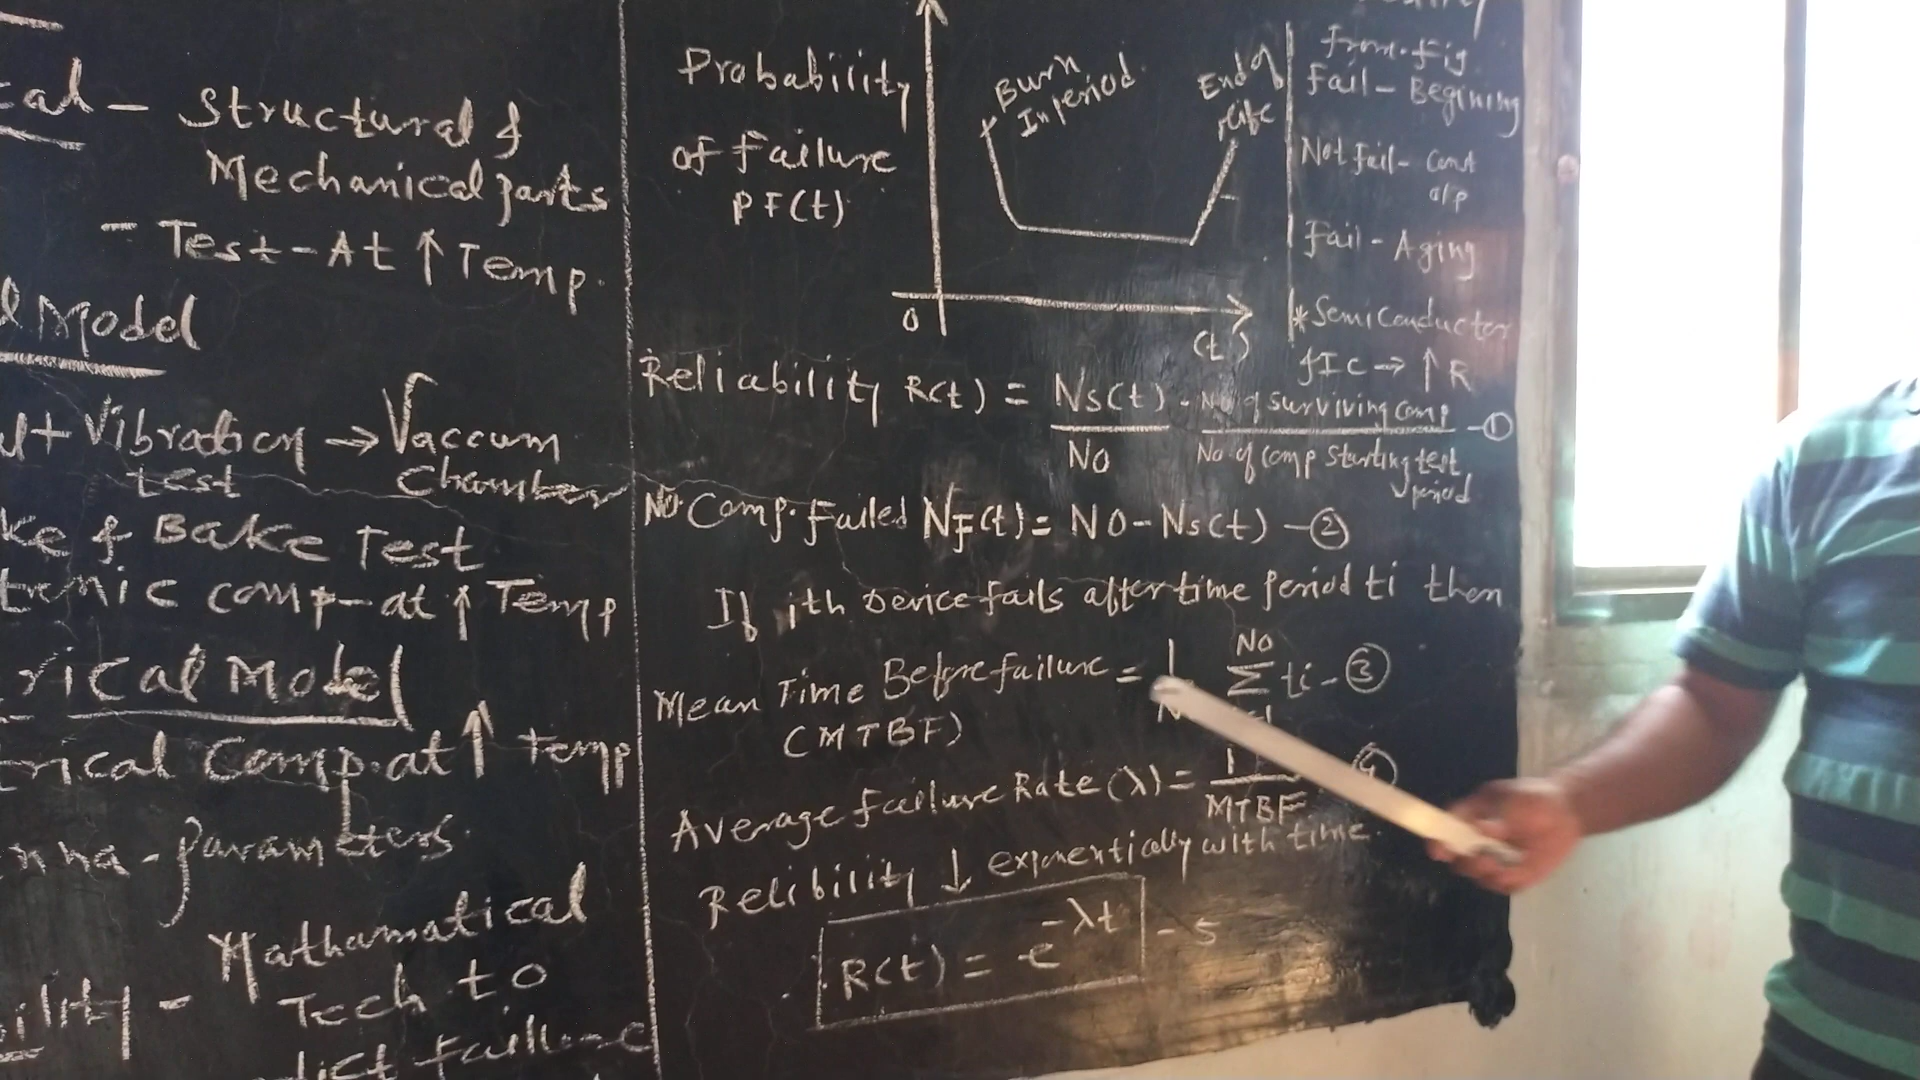 - Structural &
Mechanical parts
- Test-At ↑ Temp.
Model
Vibration → Vaccum
test Chamber
& Bake Test
comp-at ↑ Temp
Model
Comp.at ↑ temp
- parameters
- Mathamatical
Tech to
Probability
of Failure
PF(t)
Burn
In period
End of
life
0
(t)
From fig
Fail - Begining
Not fail - Const
o/p
Fail - Aging
* Semiconductor
& IC → ↑ R
Reliability R(t) = Ns(t) - No of surviving comp - ①
No No of Comp Starting test
period
No Comp. Failed NF(t) = NO - Ns(t) - ②
If ith Device fails after time period ti then
NO
Mean Time Before failure = 1 Σ ti - ③
(MTBF)
Average failure Rate (λ) = 1 ④
MTBF
Relibility ↓ exponentially with time.
R(t) = e^-λt - 5